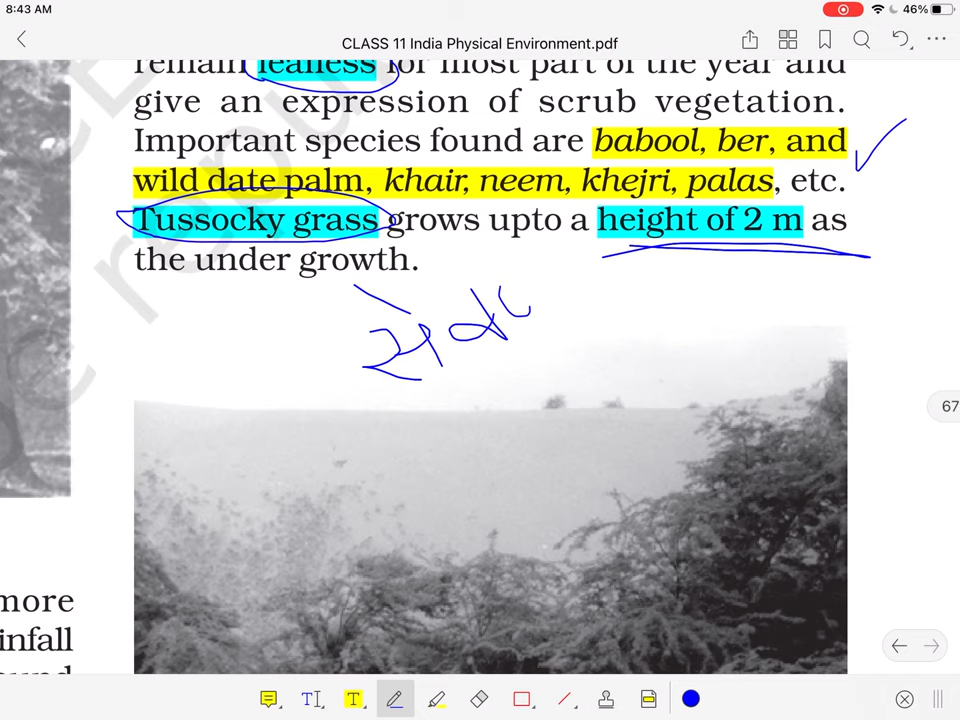 8:43 AM
46%
CLASS 11 India Physical Environment.pdf
remain leafless for most part of the year and
give an expression of scrub vegetation.
Important species found are babool, ber, and
wild date palm, khair, neem, khejri, palas, etc.
Tussocky grass grows upto a height of 2 m as
the under growth.
67
more
infall